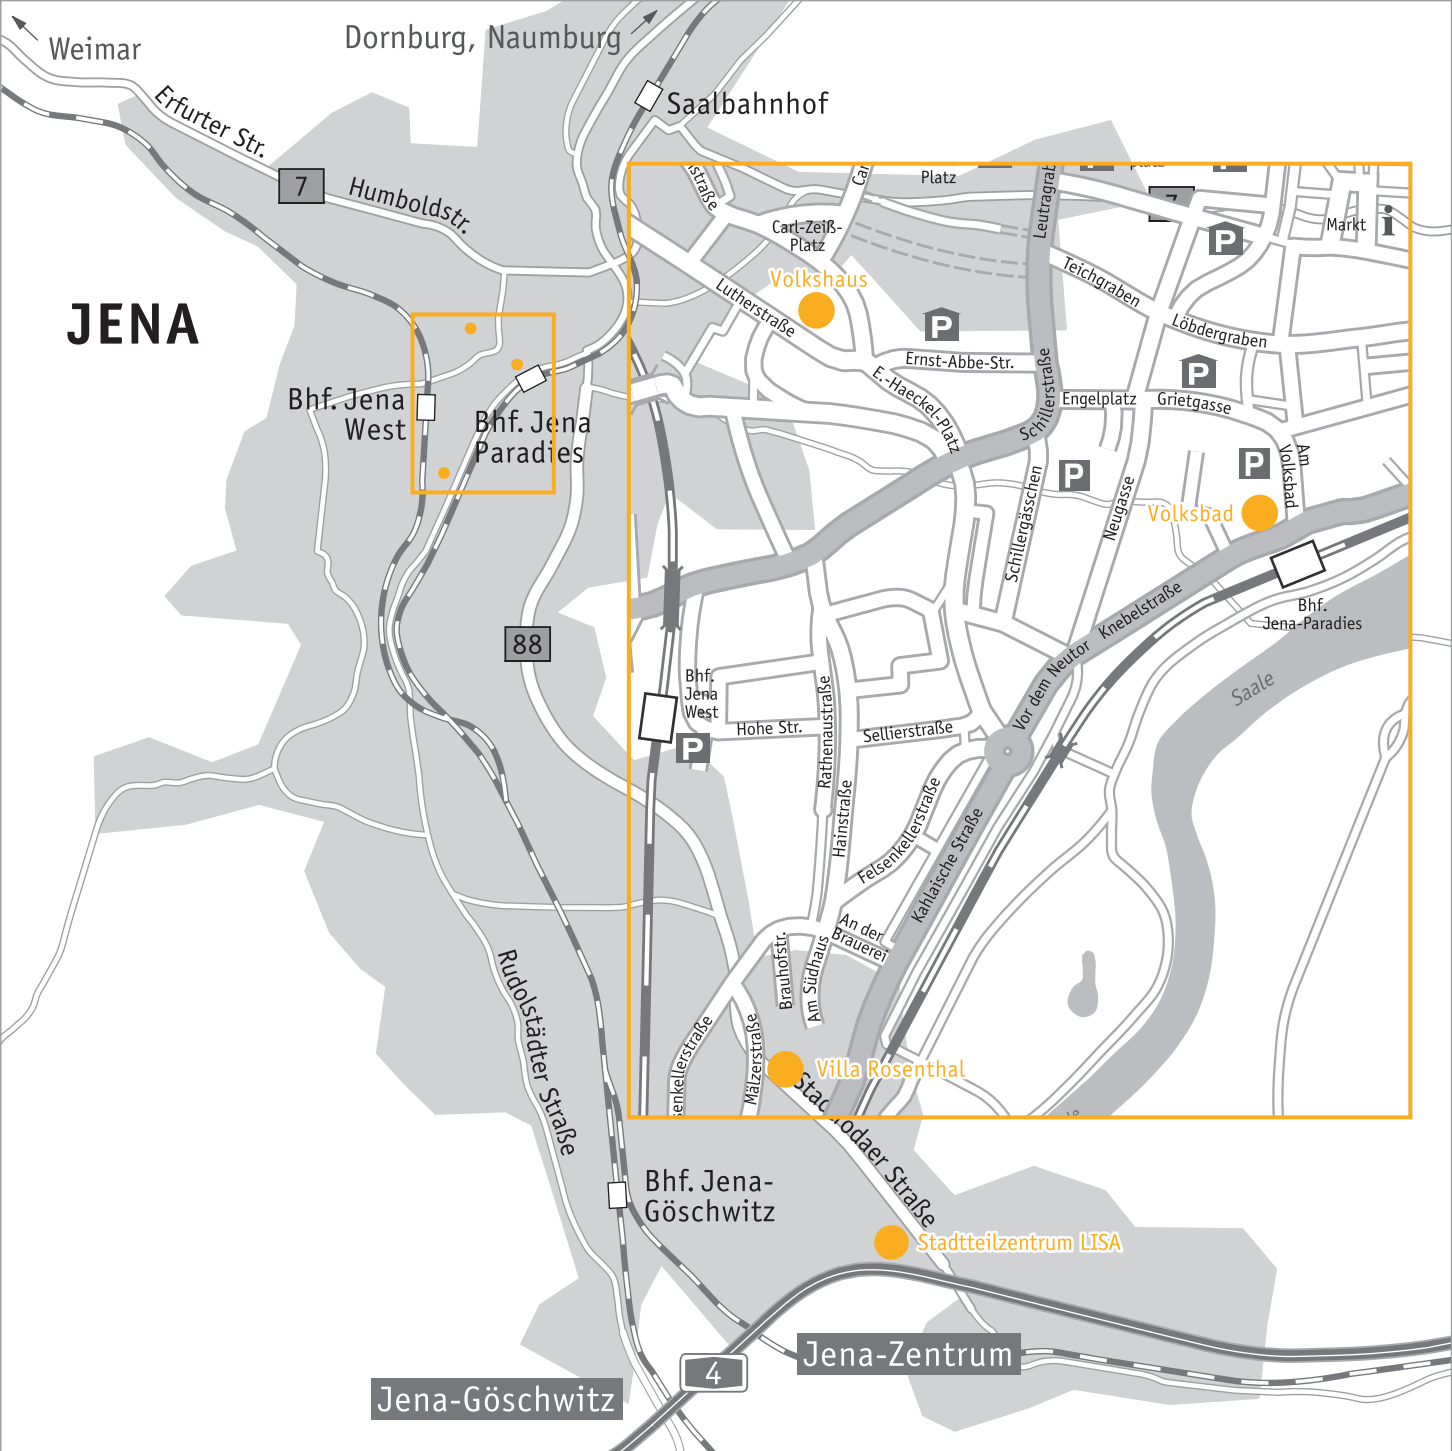 Weimar
Dornburg, Naumburg
Saalbahnhof
Erfurter Str.
7
Humboldstr.
JENA
Bhf. Jena
West
Bhf. Jena
Paradies
88
Rudolstädter Straße
Bhf. Jena-
Göschwitz
Stadtrodaer Straße
Stadtteilzentrum LISA
Jena-Zentrum
4
Jena-Göschwitz
Platz
Leutragrab
7
Markt
i
Carl-Zeiß-
Platz
P
Volkshaus
Teichgraben
Lutherstraße
P
Löbdergraben
Ernst-Abbe-Str.
E.-Haeckel-Platz
Schillerstraße
P
Engelplatz
Grietgasse
P
P
Am
Volksbad
Schillergässchen
Neugasse
Volksbad
Knebelstraße
Bhf.
Jena-Paradies
Vor dem Neutor
Saale
Bhf.
Jena
West
P
Hohe Str.
Rathenaustraße
Sellierstraße
Hainstraße
Felsenkellerstraße
Kahlaische Straße
An der
Brauerei
Brauhofstr.
Am Südhaus
senkellerstraße
Mälzerstraße
Villa Rosenthal